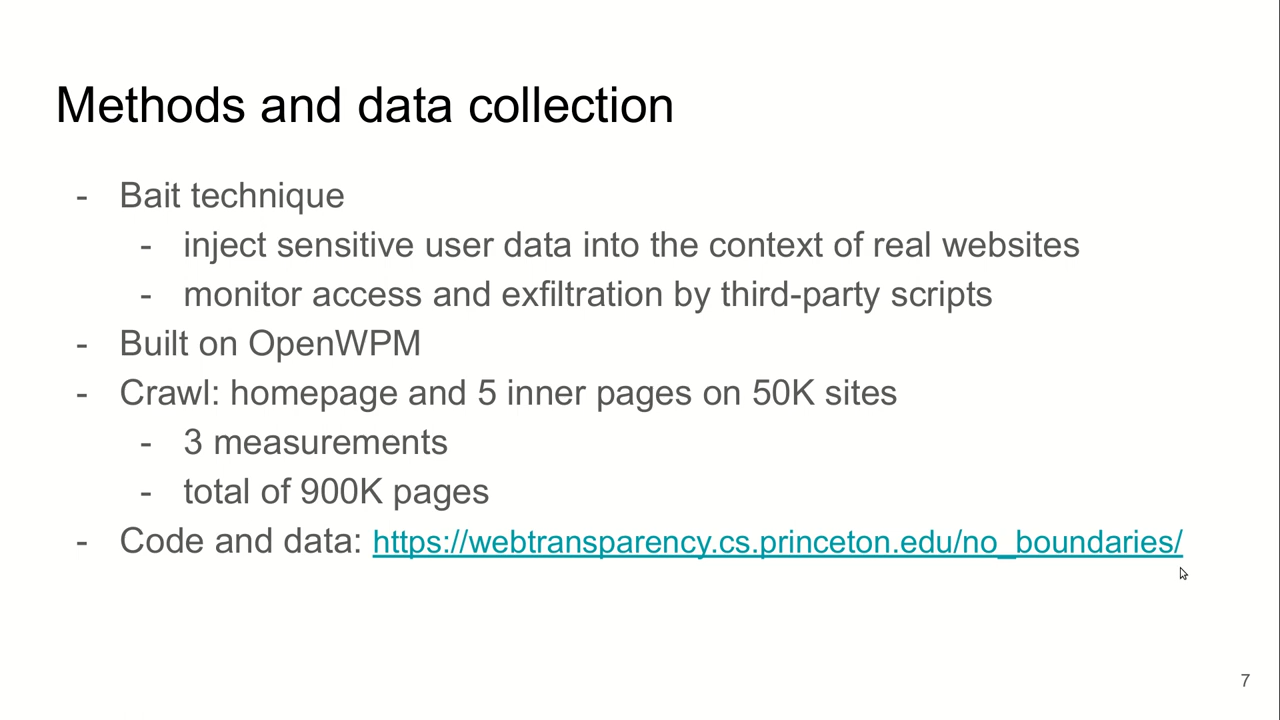 Methods and data collection
- Bait technique
- inject sensitive user data into the context of real websites
- monitor access and exfiltration by third-party scripts
- Built on OpenWPM
- Crawl: homepage and 5 inner pages on 50K sites
- 3 measurements
- total of 900K pages
- Code and data: https://webtransparency.cs.princeton.edu/no_boundaries/
7